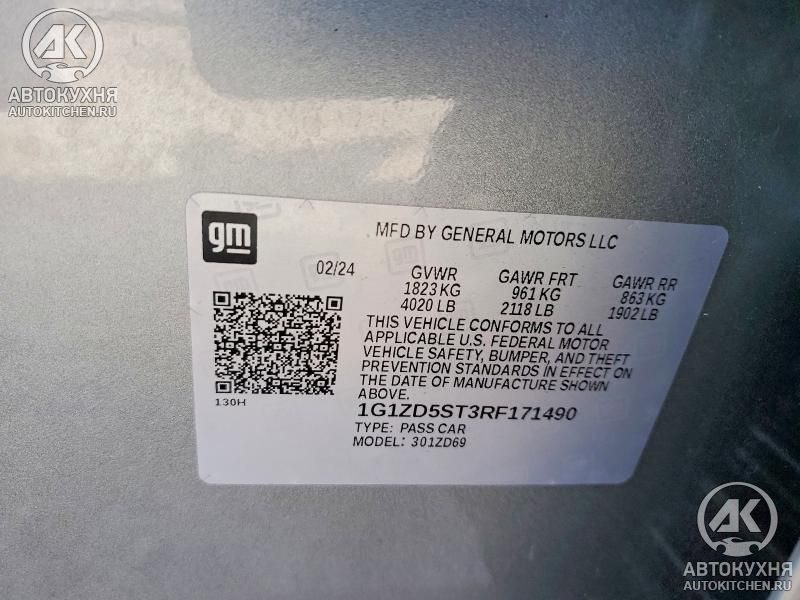 AK
АВТОКУХНЯ
AUTOKITCHEN.RU
gm
MFD BY GENERAL MOTORS LLC
02/24 GVWR GAWR FRT GAWR RR
1823 KG 961 KG 863 KG
4020 LB 2118 LB 1902 LB
THIS VEHICLE CONFORMS TO ALL
APPLICABLE U.S. FEDERAL MOTOR
VEHICLE SAFETY, BUMPER, AND THEFT
PREVENTION STANDARDS IN EFFECT ON
THE DATE OF MANUFACTURE SHOWN
ABOVE.
130H
1G1ZD5ST3RF171490
TYPE: PASS CAR
MODEL: 301ZD69
AK
АВТОКУХНЯ
AUTOKITCHEN.RU